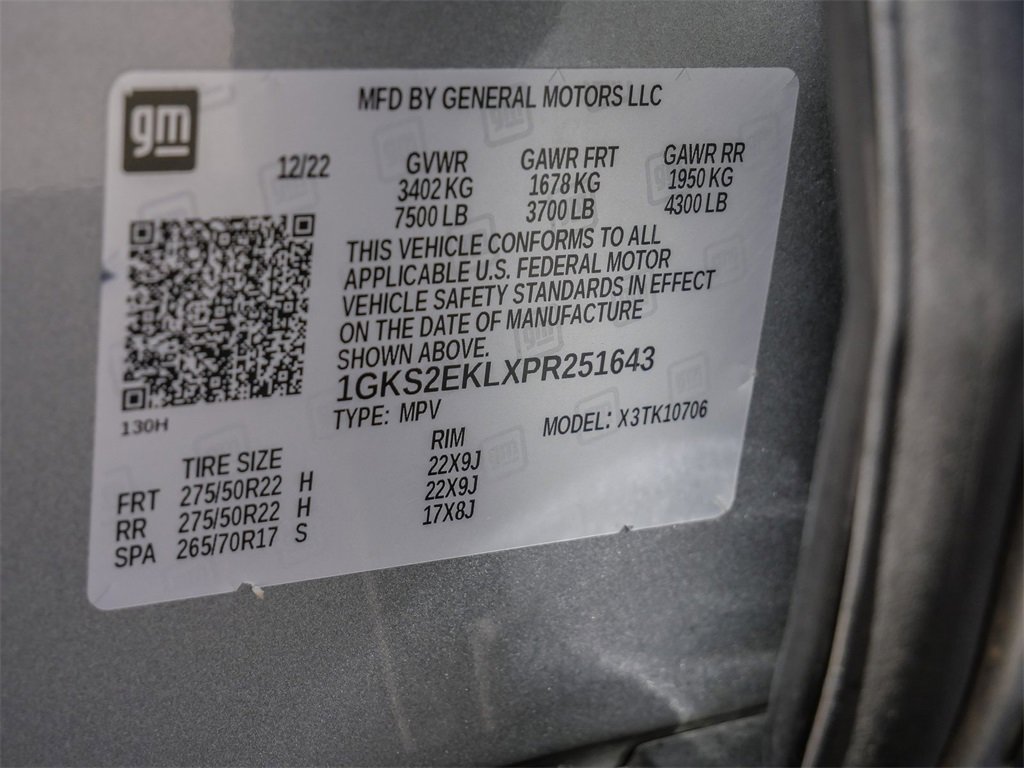 gm
MFD BY GENERAL MOTORS LLC
12/22 GVWR GAWR FRT GAWR RR
3402 KG 1678 KG 1950 KG
7500 LB 3700 LB 4300 LB
THIS VEHICLE CONFORMS TO ALL
APPLICABLE U.S. FEDERAL MOTOR
VEHICLE SAFETY STANDARDS IN EFFECT
ON THE DATE OF MANUFACTURE
SHOWN ABOVE.
1GKS2EKLXPR251643
TYPE: MPV MODEL: X3TK10706
130H
TIRE SIZE RIM
FRT 275/50R22 H 22X9J
RR 275/50R22 H 22X9J
SPA 265/70R17 S 17X8J